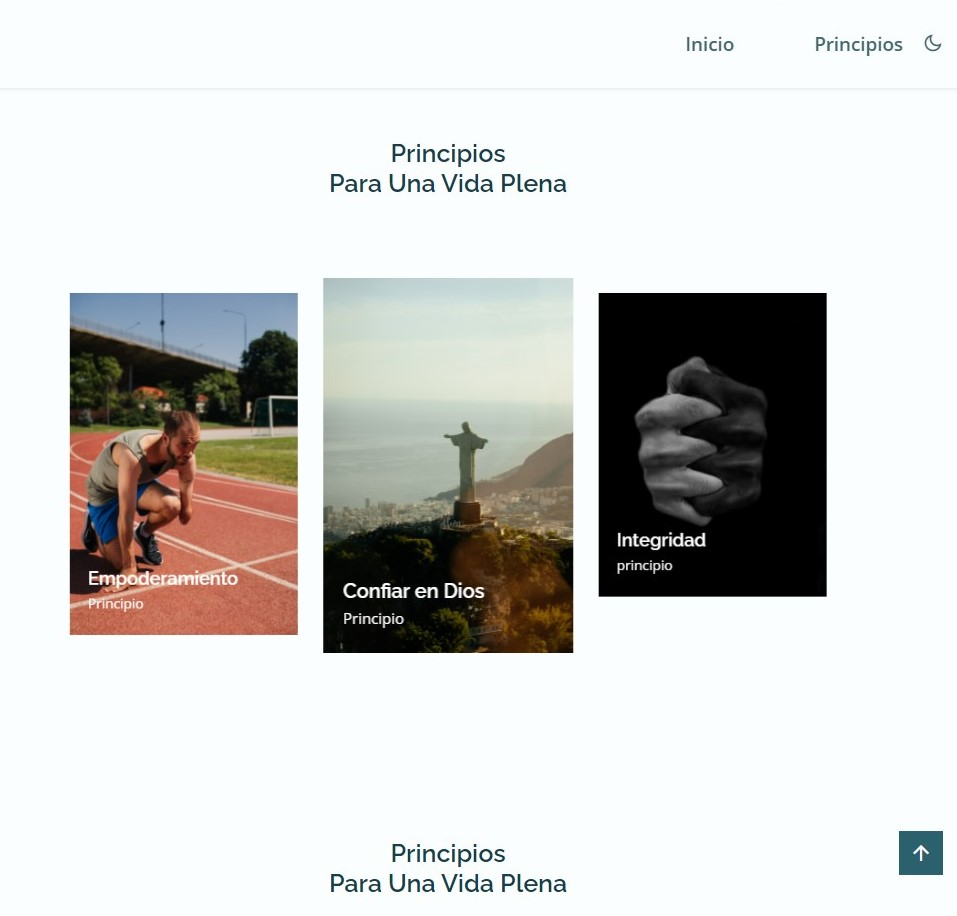 Inicio
Principios
Principios
Para Una Vida Plena
Empoderamiento
Principio
Confiar en Dios
Principio
Integridad
principio
Principios
Para Una Vida Plena